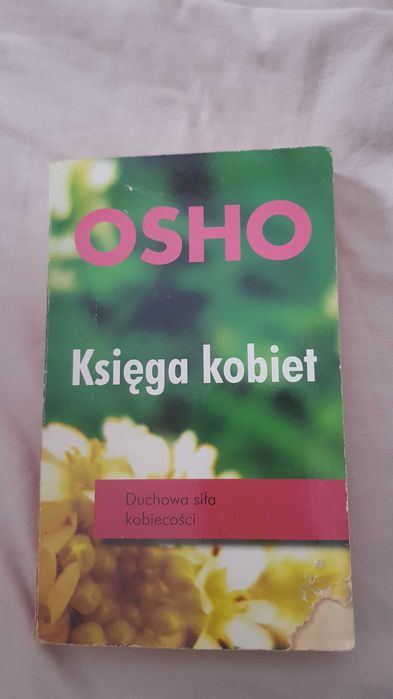 OSHO
Księga kobiet
Duchowa siła
kobiecości